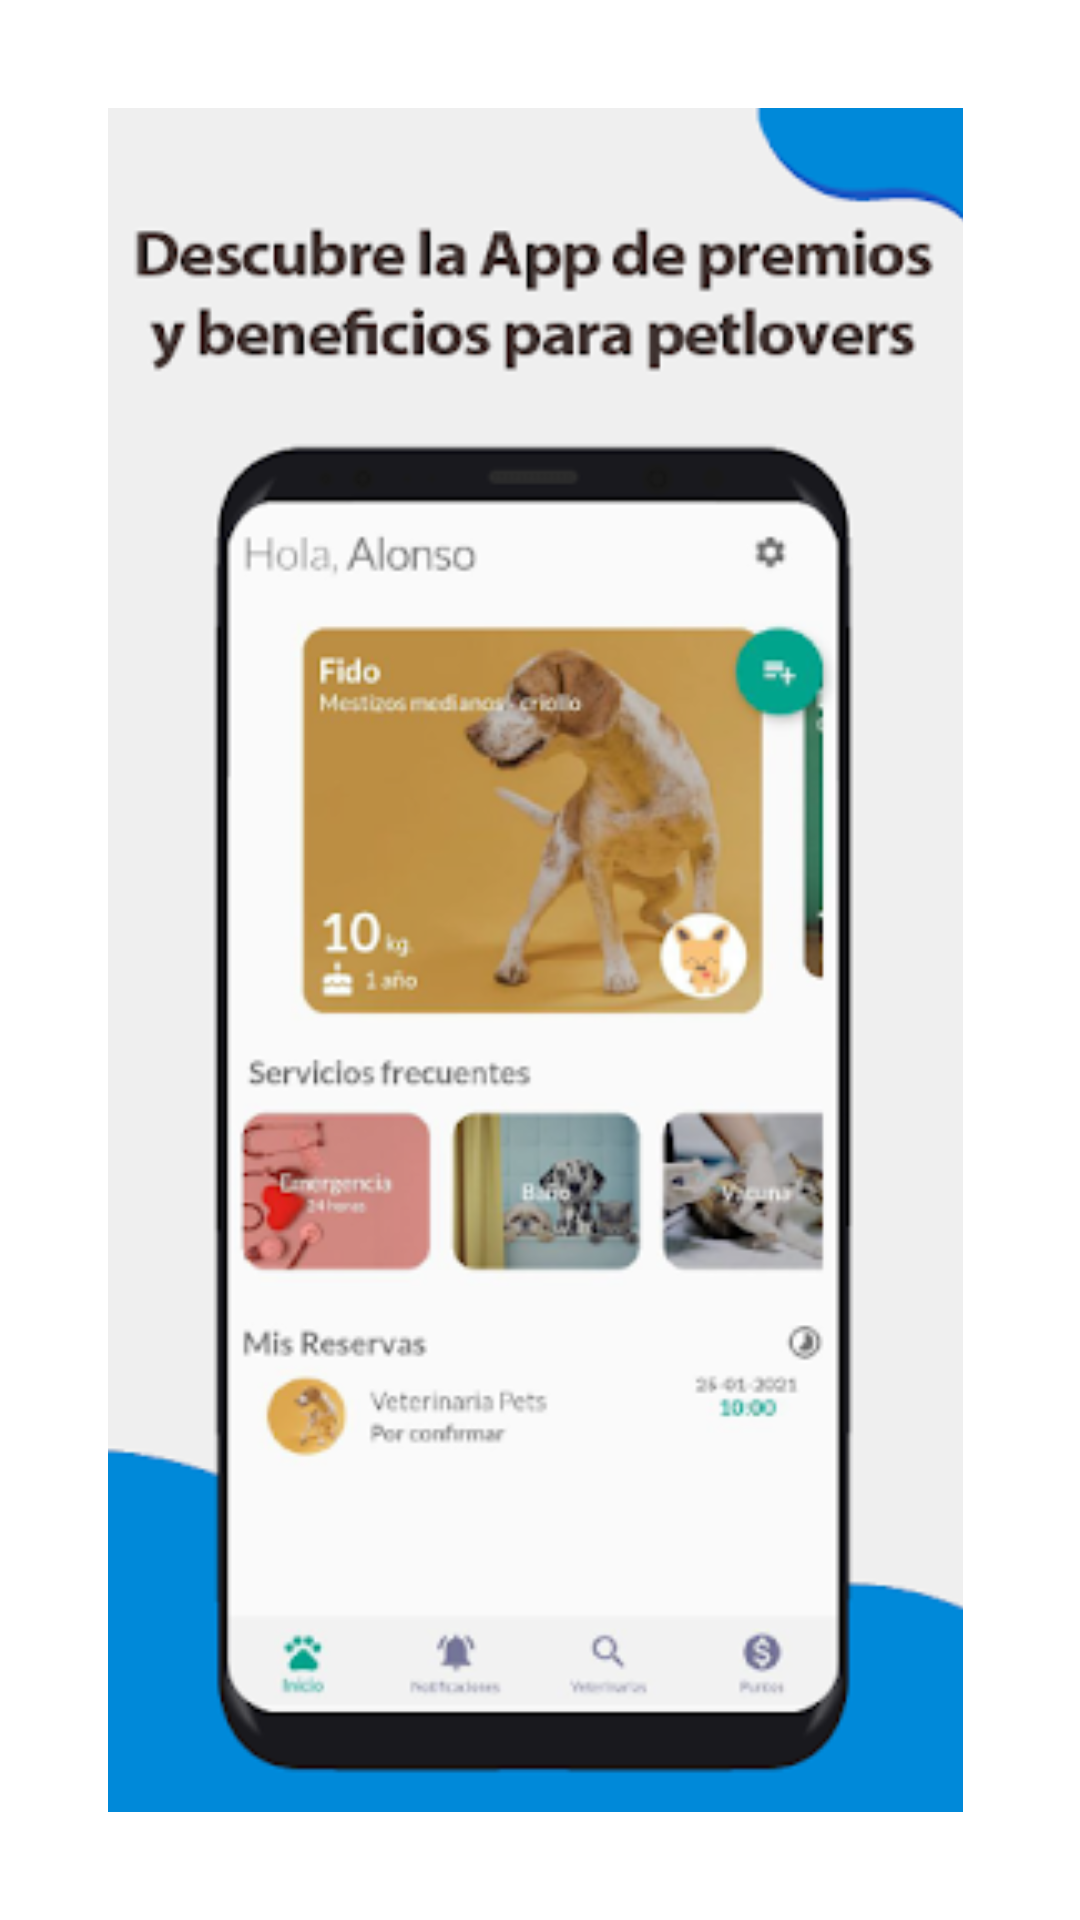 Descubre la App de premios
y beneficios para petlovers
Hola, Alonso
Fido
Mestizos medianos - criollo
10 kg.
1 año
Servicios frecuentes
Emergencia
24 horas
Baño
Vacuna
Mis Reservas
Veterinaria Pets
Por confirmar
25-01-2021
10:00
Inicio
Notificaciones
Veterinarias
Puntos